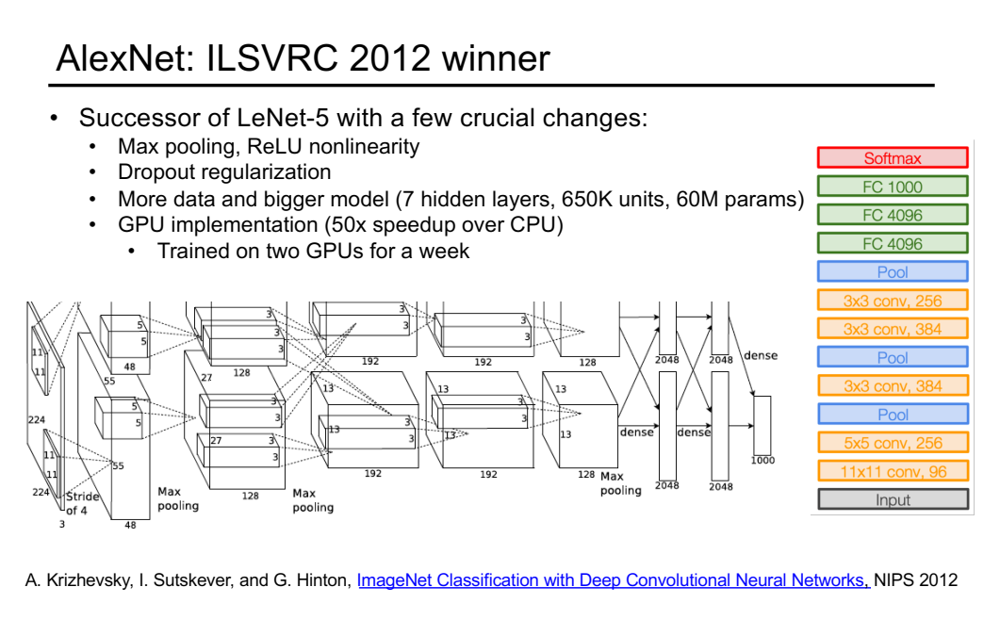 AlexNet: ILSVRC 2012 winner
• Successor of LeNet-5 with a few crucial changes:
• Max pooling, ReLU nonlinearity
• Dropout regularization
• More data and bigger model (7 hidden layers, 650K units, 60M params)
• GPU implementation (50x speedup over CPU)
• Trained on two GPUs for a week
Softmax
FC 1000
FC 4096
FC 4096
Pool
3x3 conv, 256
3x3 conv, 384
Pool
3x3 conv, 384
Pool
5x5 conv, 256
11x11 conv, 96
Input
11
11
5
5
48
3
3
3
3
128
3
3
192
3
3
192
128
2048
2048
dense
55
27
224
5
5
3
3
13
3
3
13
13
3
3
13
13
13
dense
dense
1000
11
11
55
27
3
3
128
192
192
128
Max
pooling
2048
2048
224
Stride
of 4
3
48
Max
pooling
Max
pooling
A. Krizhevsky, I. Sutskever, and G. Hinton, ImageNet Classification with Deep Convolutional Neural Networks, NIPS 2012